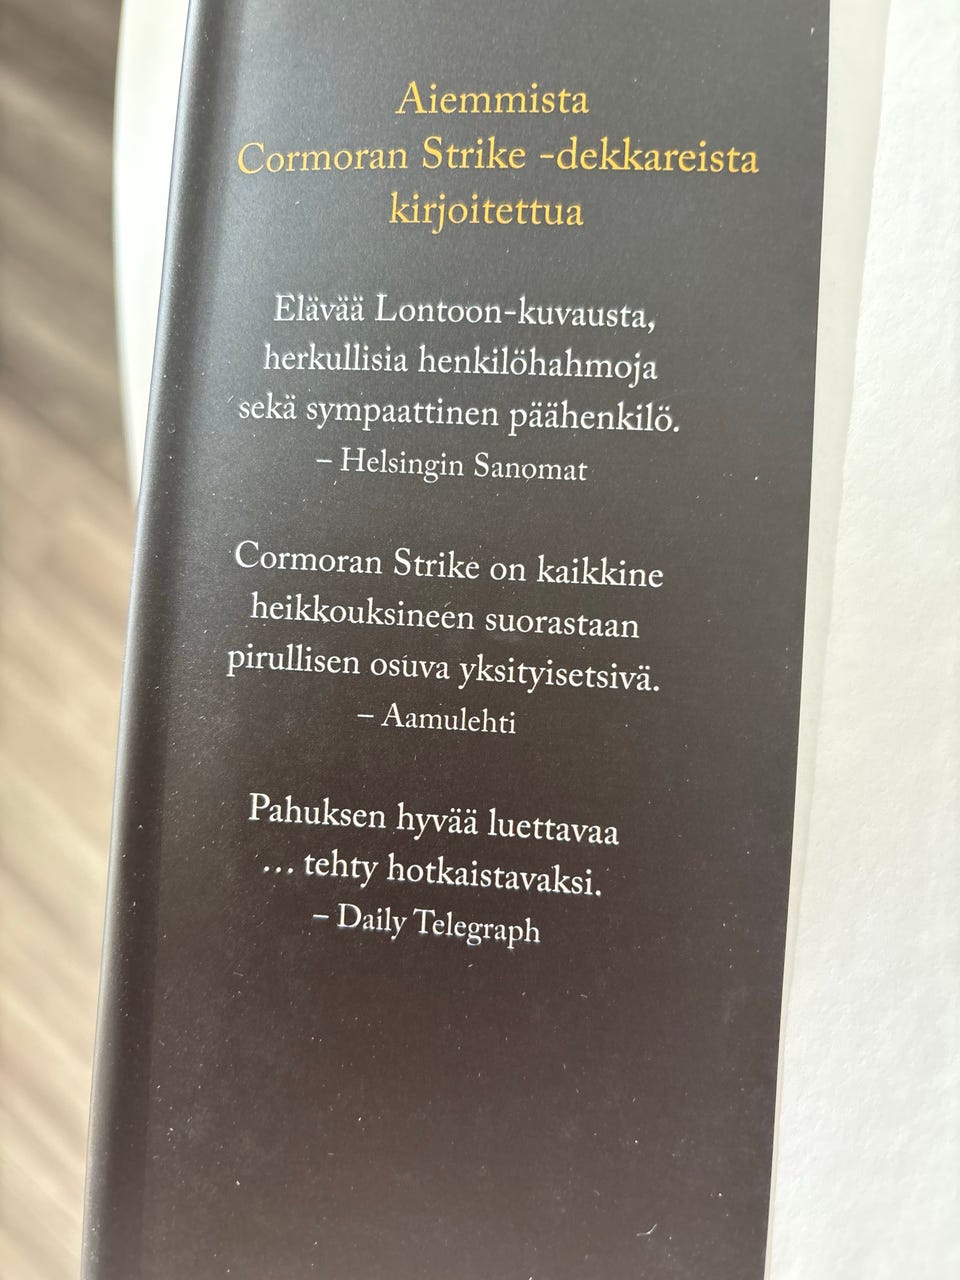 Aiemmista
Cormoran Strike -dekkareista
kirjoitettua
Elävää Lontoon-kuvausta,
herkullisia henkilöhahmoja
sekä sympaattinen päähenkilö.
– Helsingin Sanomat
Cormoran Strike on kaikkine
heikkouksineen suorastaan
pirullisen osuva yksityisetsivä.
– Aamulehti
Pahuksen hyvää luettavaa
... tehty hotkaistavaksi.
– Daily Telegraph